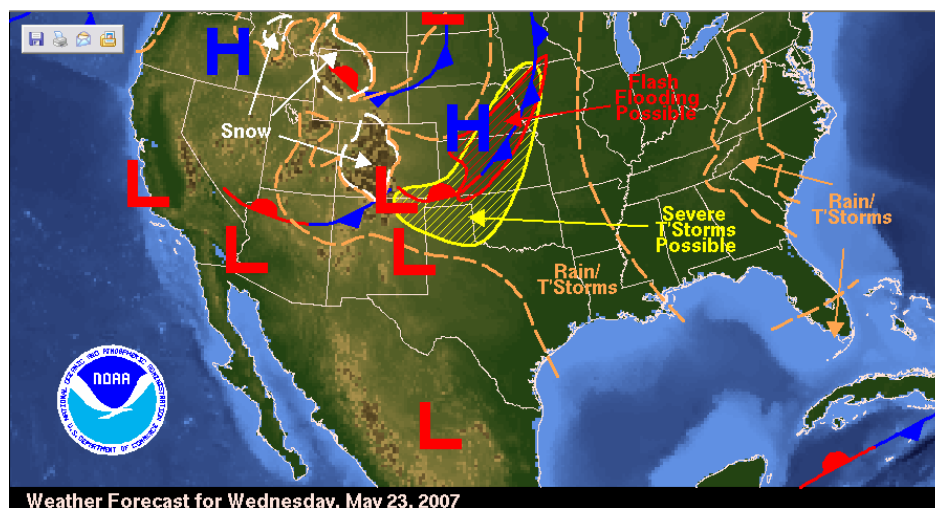 H
L
Flash
Flooding
Possible
Snow
H
L
L
Severe
T'Storms
Possible
Rain/
T'Storms
L
L
Rain/
T'Storms
NATIONAL OCEANIC AND ATMOSPHERIC ADMINISTRATION
NOAA
U.S. DEPARTMENT OF COMMERCE
L
Weather Forecast for Wednesday, May 23, 2007